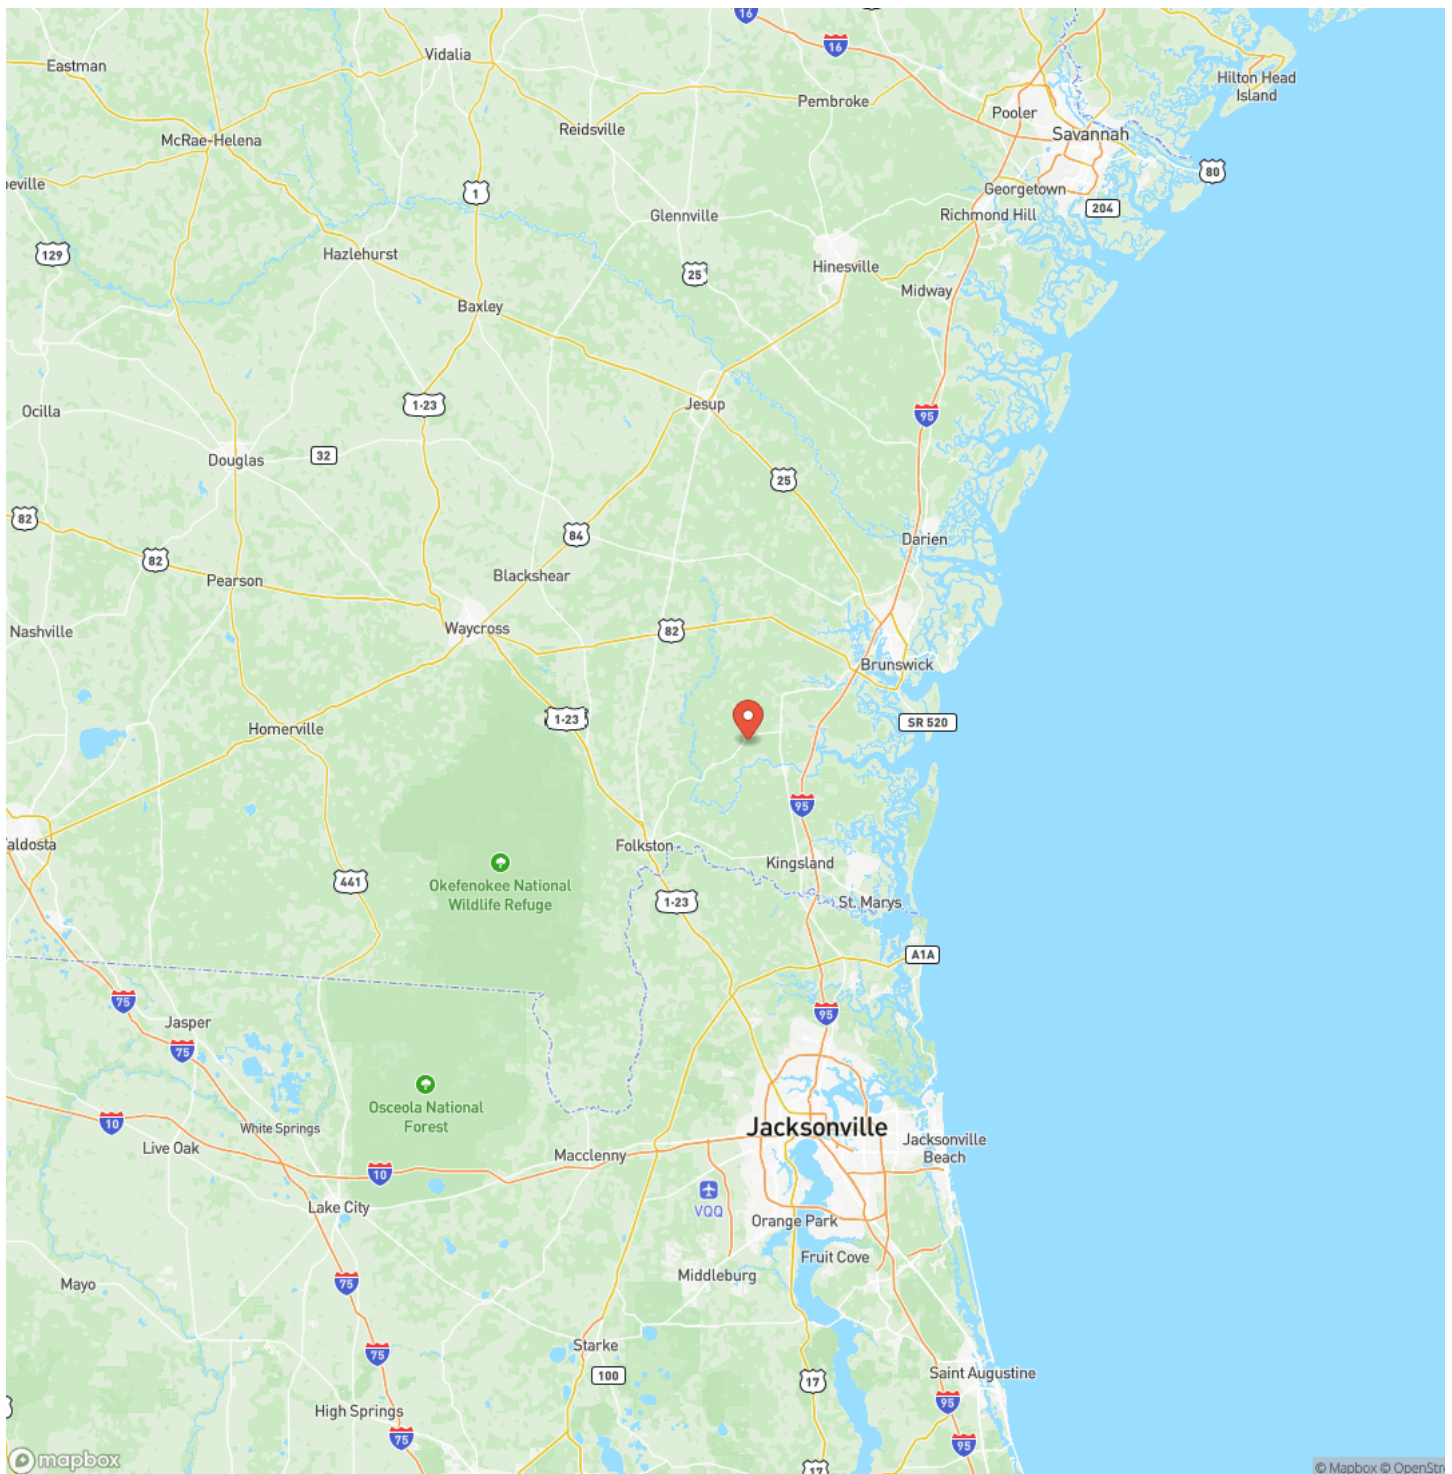 16
16
Vidalia
Eastman
Hilton Head
Island
Pembroke
Pooler
Reidsville
Savannah
McRae-Helena
80
1
Georgetown
204
Glennville
Richmond Hill
129
Hazlehurst
Hinesville
25
Midway
Baxley
1-23
Jesup
Ocilla
95
Douglas
32
25
82
84
Darien
82
Blackshear
Pearson
Nashville
Waycross
82
Brunswick
1-23
SR 520
Homerville
95
Folkston
Kingsland
441
Okefenokee National
Wildlife Refuge
1-23
St. Marys
A1A
75
95
Jasper
75
Osceola National
Forest
10
White Springs
Jacksonville
Live Oak
Jacksonville
Beach
Macclenny
10
VQQ
Lake City
Orange Park
Fruit Cove
75
Mayo
Middleburg
Starke
75
100
Saint Augustine
17
95
High Springs
75
95
mapbox
17
© Mapbox © OpenStr